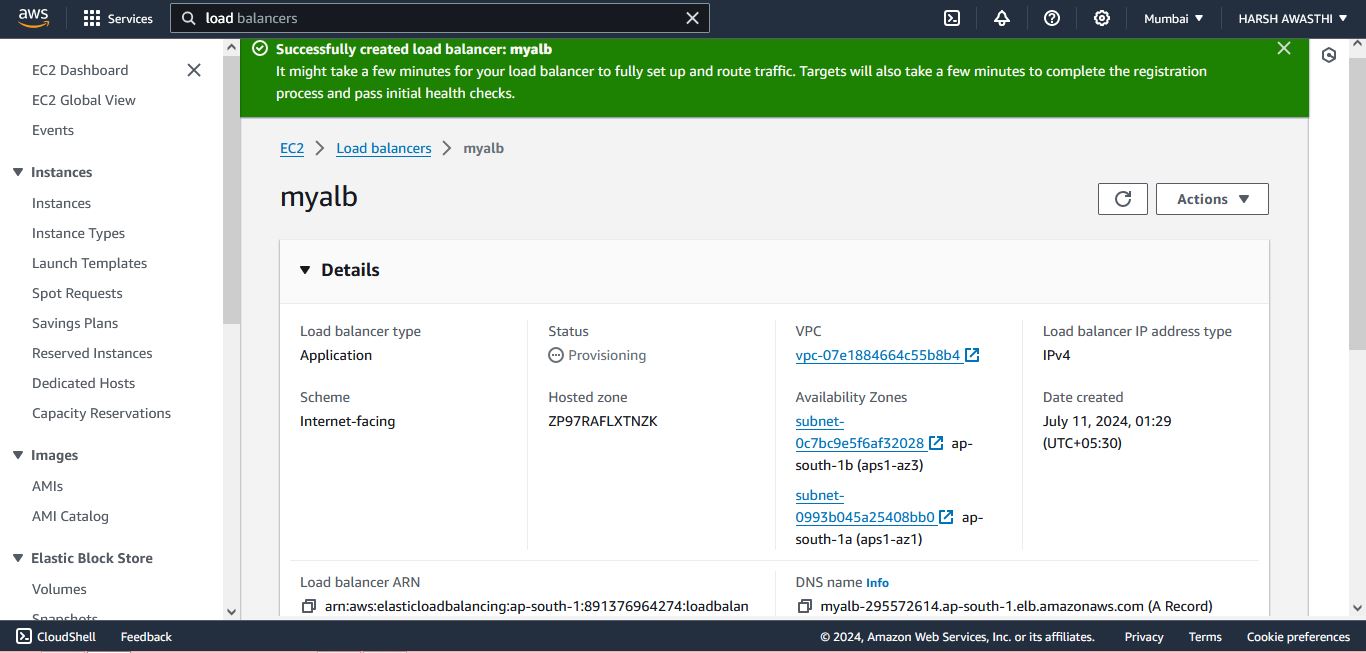 aws
Services
load balancers
Mumbai
HARSH AWASTHI
Successfully created load balancer: myalb
It might take a few minutes for your load balancer to fully set up and route traffic. Targets will also take a few minutes to complete the registration
process and pass initial health checks.
EC2 Dashboard
EC2 Global View
Events
Instances
Instances
Instance Types
Launch Templates
Spot Requests
Savings Plans
Reserved Instances
Dedicated Hosts
Capacity Reservations
Images
AMIs
AMI Catalog
Elastic Block Store
Volumes
Snapshots
EC2 > Load balancers > myalb
myalb
Actions
Details
Load balancer type
Application
Status
Provisioning
VPC
vpc-07e1884664c55b8b4
Load balancer IP address type
IPv4
Scheme
Internet-facing
Hosted zone
ZP97RAFLXTNZK
Availability Zones
subnet-
0c7bc9e5f6af32028 ap-
south-1b (aps1-az3)
subnet-
0993b045a25408bb0 ap-
south-1a (aps1-az1)
Date created
July 11, 2024, 01:29
(UTC+05:30)
Load balancer ARN
arn:aws:elasticloadbalancing:ap-south-1:891376964274:loadbalan
DNS name Info
myalb-295572614.ap-south-1.elb.amazonaws.com (A Record)
CloudShell
Feedback
© 2024, Amazon Web Services, Inc. or its affiliates.
Privacy
Terms
Cookie preferences